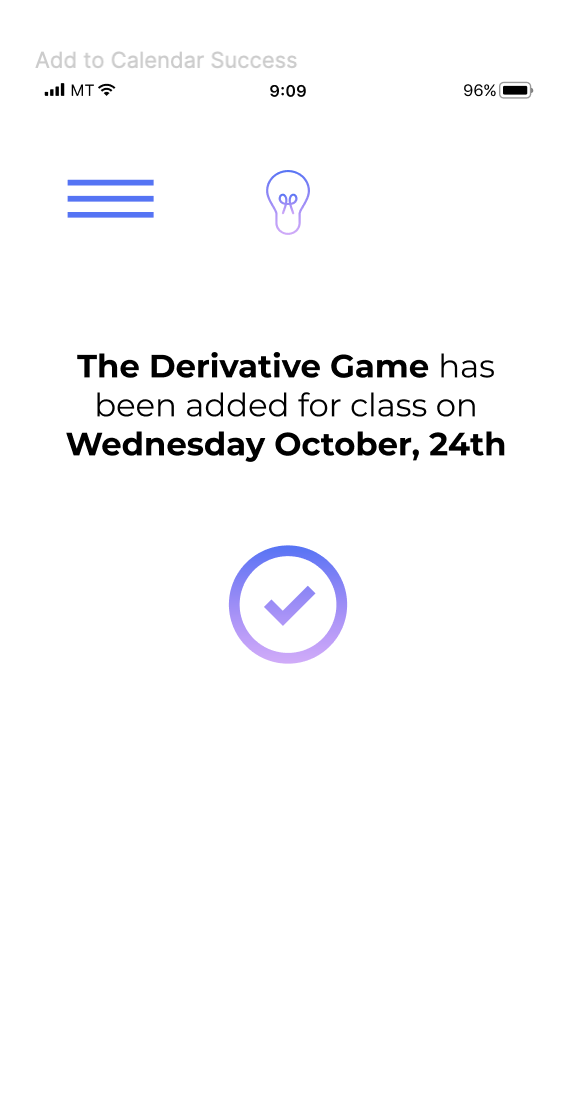 Add to Calendar Success
MT 9:09 96%
The Derivative Game has
been added for class on
Wednesday October, 24th